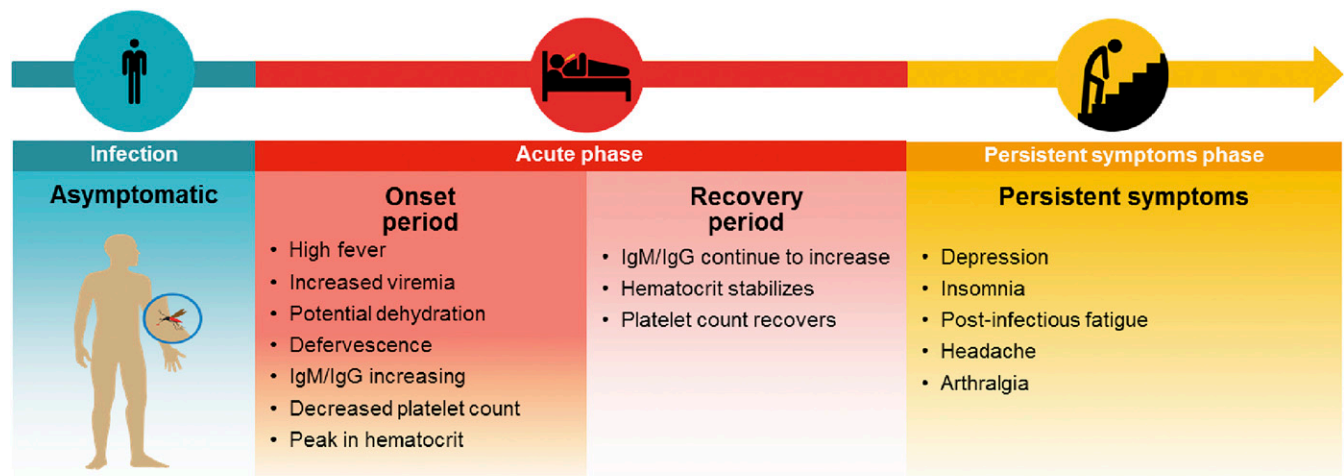 Infection
Acute phase
Persistent symptoms phase
Asymptomatic
Onset
period
• High fever
• Increased viremia
• Potential dehydration
• Defervescence
• IgM/IgG increasing
• Decreased platelet count
• Peak in hematocrit
Recovery
period
• IgM/IgG continue to increase
• Hematocrit stabilizes
• Platelet count recovers
Persistent symptoms
• Depression
• Insomnia
• Post-infectious fatigue
• Headache
• Arthralgia